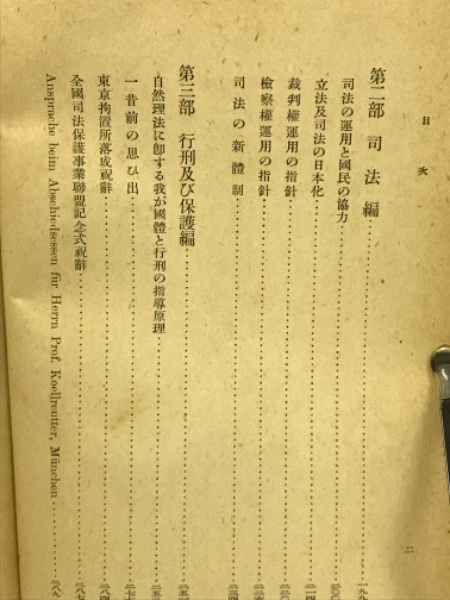 目次
第二部 司法編
司法の運用と國民の協力
立法及司法の日本化
裁判權運用の指針
檢察權運用の指針
司法の新體制
第三部 行刑及び保護編
自然理法に卽する我が國體と行刑の指導原理
一昔前の思ひ出
東京拘置所落成祝辭
全國司法保護事業聯盟記念式祝辭
Ansprache beim Abschiedsessen für Herrn Prof. Koellreutter, München
二